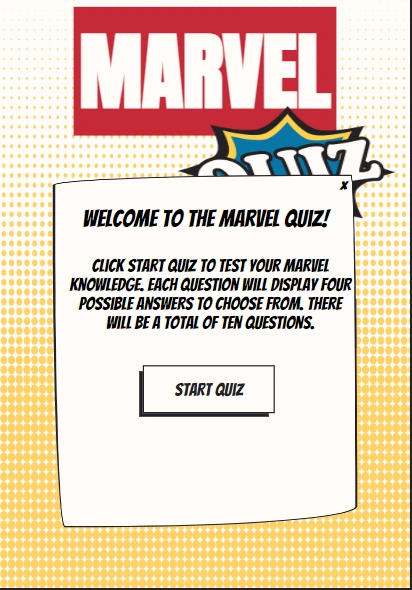 MARVEL
QUIZ
X
WELCOME TO THE MARVEL QUIZ!
CLICK START QUIZ TO TEST YOUR MARVEL
KNOWLEDGE. EACH QUESTION WILL DISPLAY FOUR
POSSIBLE ANSWERS TO CHOOSE FROM. THERE
WILL BE A TOTAL OF TEN QUESTIONS.
START QUIZ